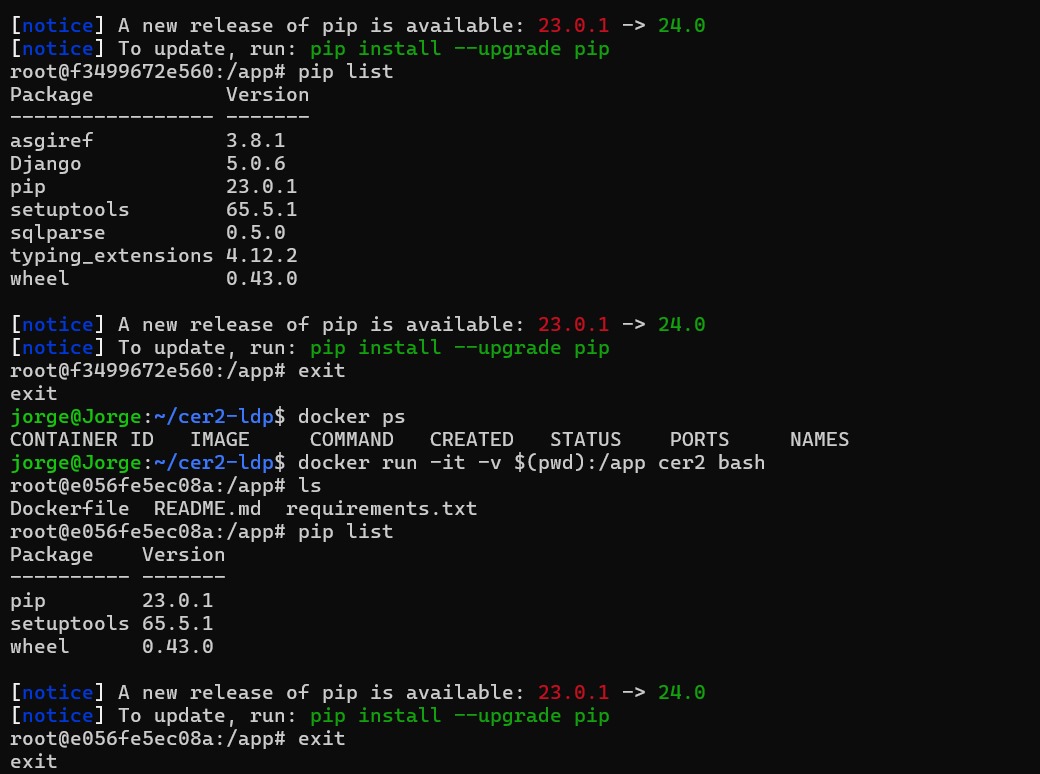 [notice] A new release of pip is available: 23.0.1 -> 24.0
[notice] To update, run: pip install --upgrade pip
root@f3499672e560:/app# pip list
Package           Version
----------------- -------
asgiref           3.8.1
Django            5.0.6
pip               23.0.1
setuptools        65.5.1
sqlparse          0.5.0
typing_extensions 4.12.2
wheel             0.43.0
[notice] A new release of pip is available: 23.0.1 -> 24.0
[notice] To update, run: pip install --upgrade pip
root@f3499672e560:/app# exit
exit
jorge@Jorge:~/cer2-ldp$ docker ps
CONTAINER ID   IMAGE     COMMAND   CREATED   STATUS    PORTS     NAMES
jorge@Jorge:~/cer2-ldp$ docker run -it -v $(pwd):/app cer2 bash
root@e056fe5ec08a:/app# ls
Dockerfile  README.md  requirements.txt
root@e056fe5ec08a:/app# pip list
Package    Version
---------- -------
pip        23.0.1
setuptools 65.5.1
wheel      0.43.0
[notice] A new release of pip is available: 23.0.1 -> 24.0
[notice] To update, run: pip install --upgrade pip
root@e056fe5ec08a:/app# exit
exit